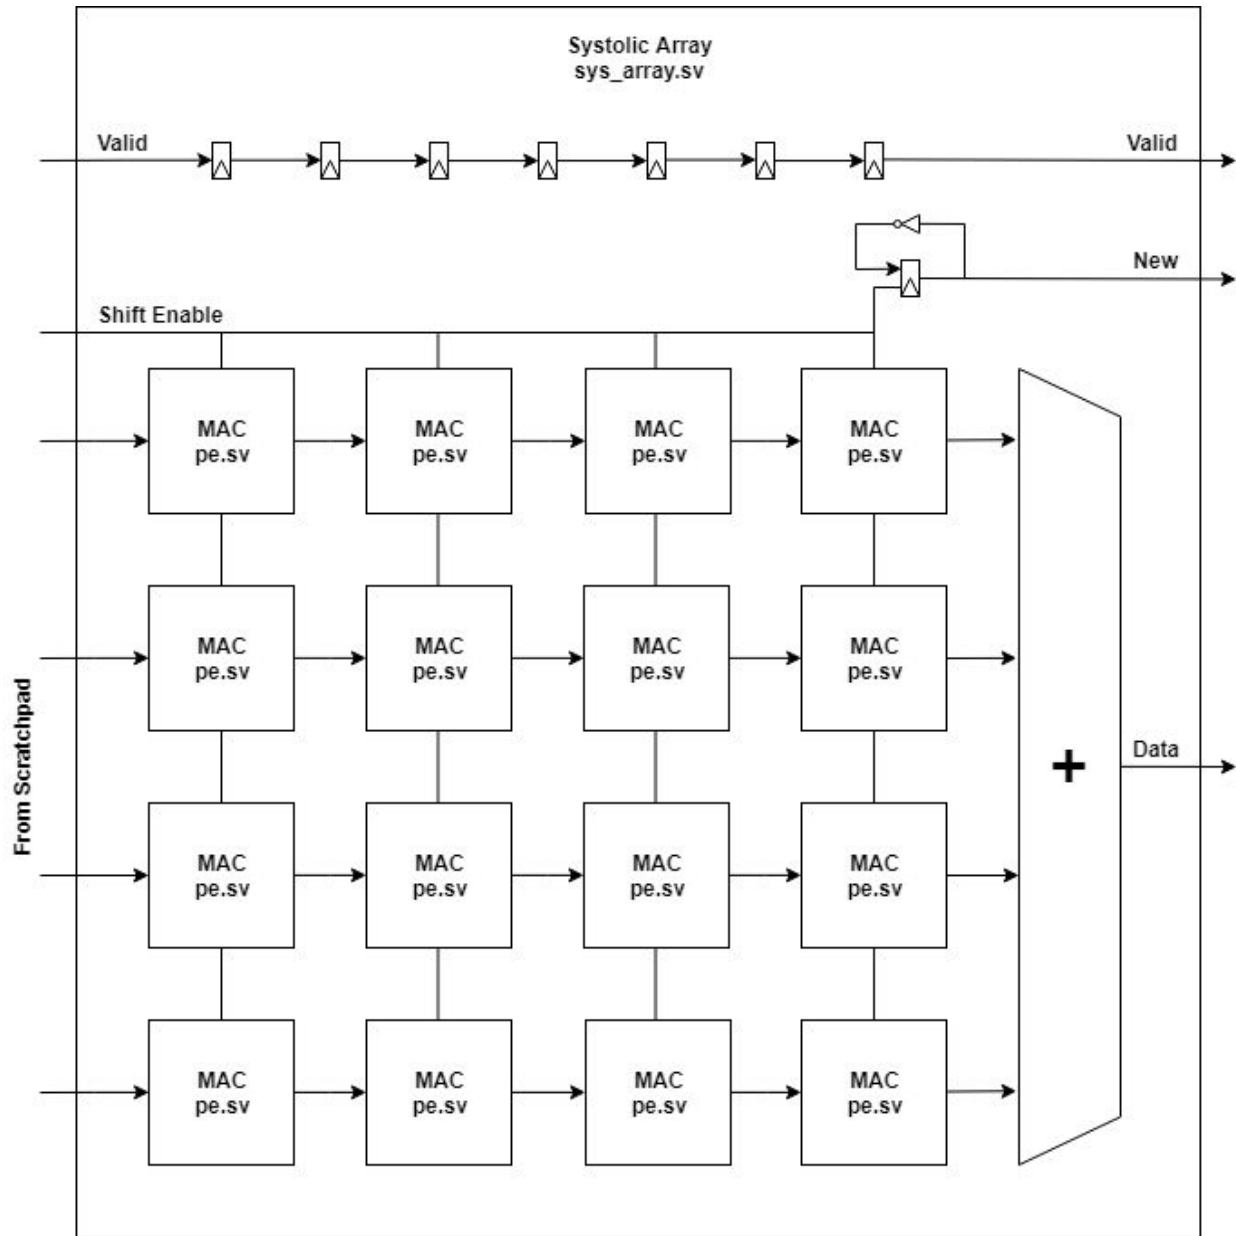 Systolic Array
sys_array.sv
Valid
Valid
New
Shift Enable
MAC
pe.sv
MAC
pe.sv
MAC
pe.sv
MAC
pe.sv
MAC
pe.sv
MAC
pe.sv
MAC
pe.sv
MAC
pe.sv
From Scratchpad
+
Data
MAC
pe.sv
MAC
pe.sv
MAC
pe.sv
MAC
pe.sv
MAC
pe.sv
MAC
pe.sv
MAC
pe.sv
MAC
pe.sv